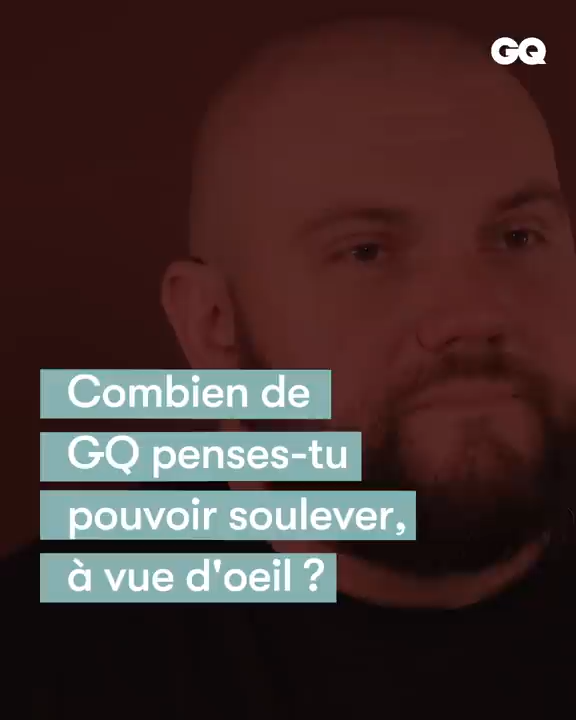 GQ
Combien de
GQ penses-tu
pouvoir soulever,
à vue d'oeil ?